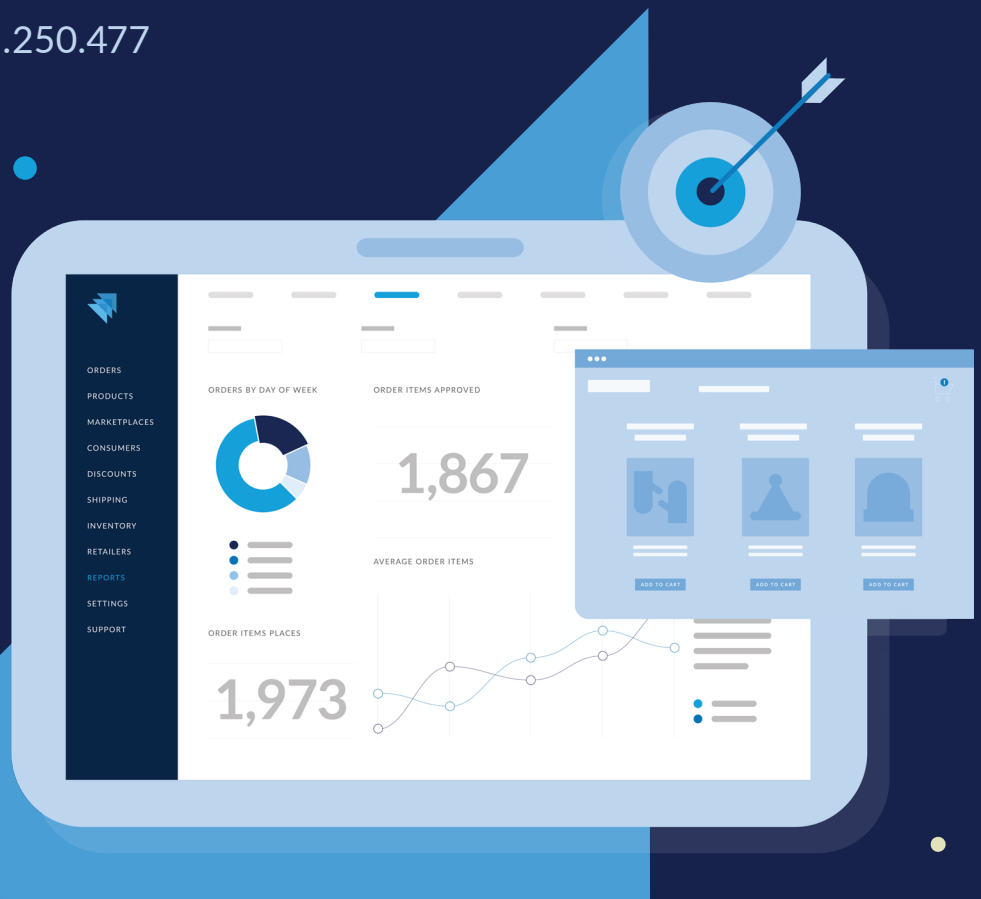 .250.477
ORDERS
PRODUCTS
MARKETPLACES
CONSUMERS
DISCOUNTS
SHIPPING
INVENTORY
RETAILERS
REPORTS
SETTINGS
SUPPORT
ORDERS BY DAY OF WEEK
ORDER ITEMS APPROVED
1,867
AVERAGE ORDER ITEMS
ORDER ITEMS PLACES
1,973
ADD TO CART
ADD TO CART
ADD TO CART